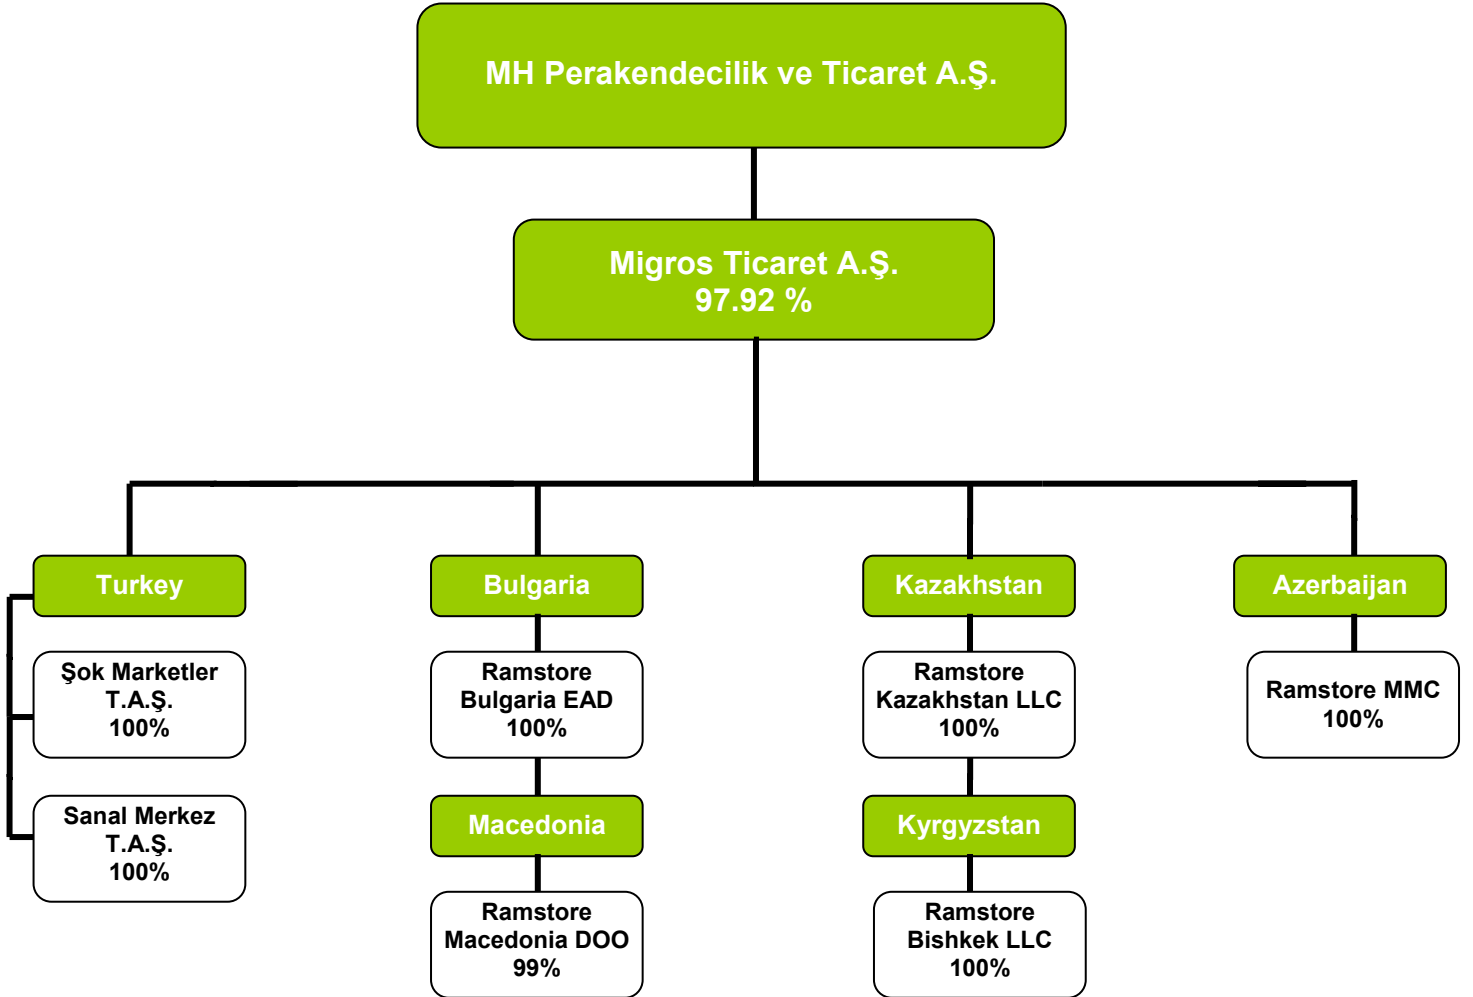 MH Perakendecilik ve Ticaret A.Ş.
Migros Ticaret A.Ş.
97.92 %
Turkey
Bulgaria
Kazakhstan
Azerbaijan
Şok Marketler
T.A.Ş.
100%
Ramstore
Bulgaria EAD
100%
Ramstore
Kazakhstan LLC
100%
Ramstore MMC
100%
Sanal Merkez
T.A.Ş.
100%
Macedonia
Kyrgyzstan
Ramstore
Macedonia DOO
99%
Ramstore
Bishkek LLC
100%